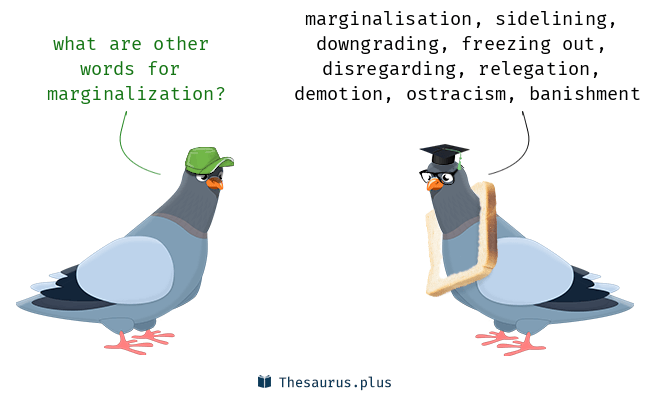 what are other
words for
marginalization?
marginalisation, sidelining,
downgrading, freezing out,
disregarding, relegation,
demotion, ostracism, banishment
Thesaurus.plus